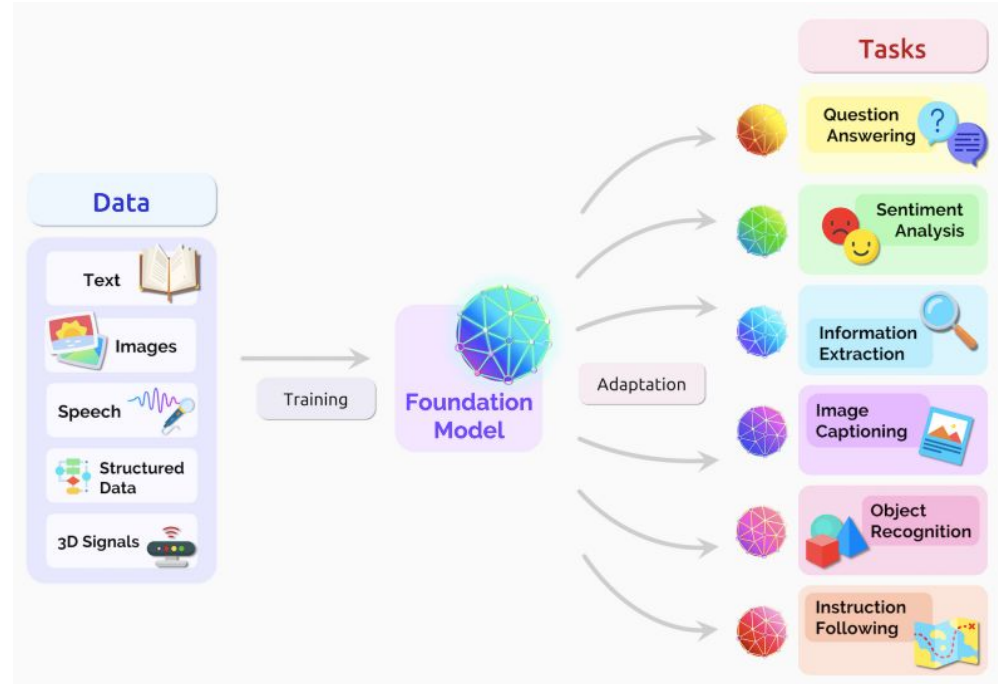 Data
Text
Images
Speech
Structured
Data
3D Signals
Training
Foundation
Model
Adaptation
Tasks
Question
Answering
Sentiment
Analysis
Information
Extraction
Image
Captioning
Object
Recognition
Instruction
Following